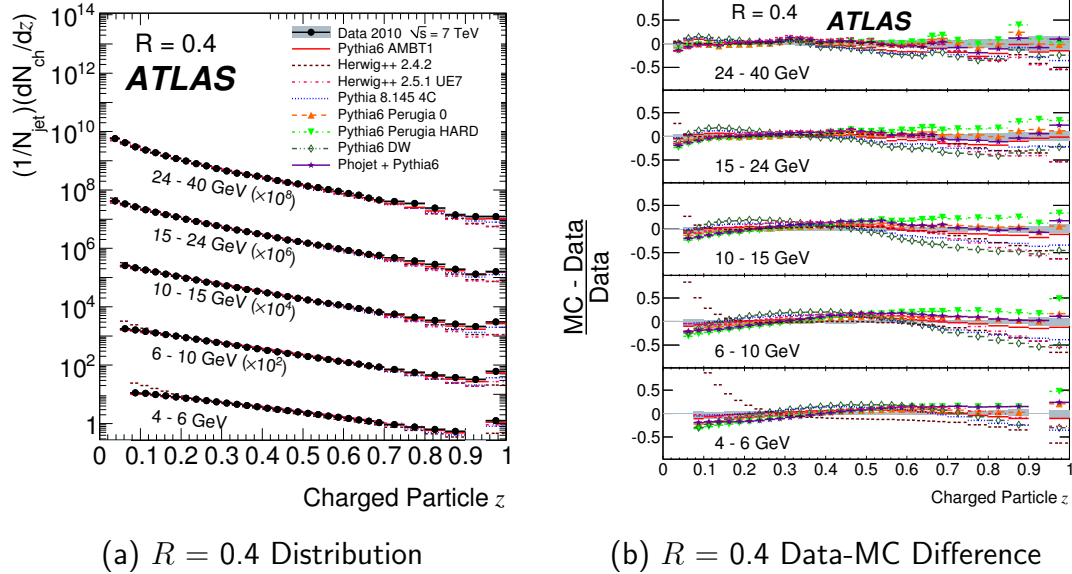 10^14
10^12
10^10
10^8
10^6
10^4
10^2
1
(1/N_jet)(dN_ch/dz)
R = 0.4
ATLAS
Data 2010 √s = 7 TeV
Pythia6 AMBT1
Herwig++ 2.4.2
Herwig++ 2.5.1 UE7
Pythia 8.145 4C
Pythia6 Perugia 0
Pythia6 Perugia HARD
Pythia6 DW
Phojet + Pythia6
24 - 40 GeV (×10^8)
15 - 24 GeV (×10^6)
10 - 15 GeV (×10^4)
6 - 10 GeV (×10^2)
4 - 6 GeV
0 0.1 0.2 0.3 0.4 0.5 0.6 0.7 0.8 0.9 1
Charged Particle z
(a) R = 0.4 Distribution
MC - Data
Data
R = 0.4
ATLAS
0.5
0
-0.5
24 - 40 GeV
0.5
0
-0.5
15 - 24 GeV
0.5
0
-0.5
10 - 15 GeV
0.5
0
-0.5
6 - 10 GeV
0.5
0
-0.5
4 - 6 GeV
0 0.1 0.2 0.3 0.4 0.5 0.6 0.7 0.8 0.9 1
Charged Particle z
(b) R = 0.4 Data-MC Difference